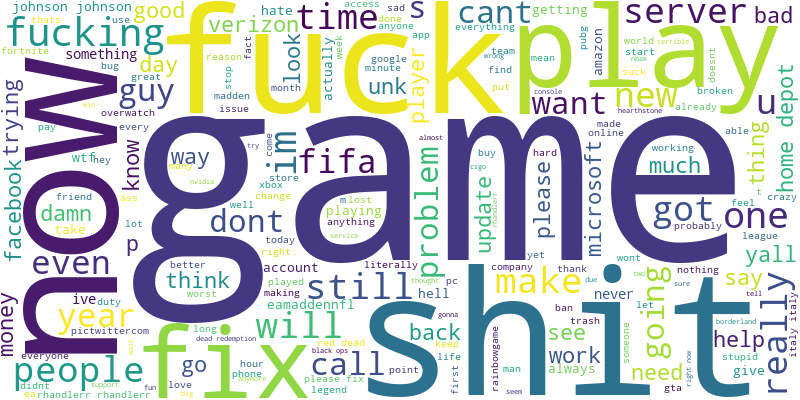 johnson johnson
thats
use
hate
access
sad
anyone
s
cant
getting
server
bad
fucking
good
time
verizon
fuck
play
fortnite
something
day
look
actually
fact
reason
stop
month
madden
week
google
minute
app
unk
player
everything
team
find
put
mean
wrong
pubg
amazon
world
start
suck
nbak
terrible
doesnt
broken
already
bug
great
guy
issue
want
new
u
trying
now
overwatch
every
pay
win
wtf
hey
know
way
many
nvidia
game
im
come
try
store
xbox
change
fifa
almost
m
lost
playing
anything
service
problem
buy
csgo
rhandlerr
update
hard
please
yet
console
hearthstone
made
online
microsoft
working
much
able
probably
got
thing
t
feel
league
one
home depot
crazy
yall
facebook
friend
damn
take
ass
lot
p
dont
well
today
right
even
think
better
worst
account
played
making
literally
still
hell
pc
company
thank
due
make
wont
never
let
two
nothing
sure
say
tell
really
italy italy
money
ive
duty
year
pictwittercom
everyone
wait
people
fix
long
dead redemption
will
eamaddennfl
red dead
black ops
call
thought
gonna
back
keep
life
shit
ban
trash
rainbowgame
see
work
always
someone
going
need
borderland
right now
help
stupid
give
gta
didnt
ea
rhandlerr
support
rhandlerr
fun
go
love
big
hour
phone
anymore
please fix
legend
point
first
man
seem